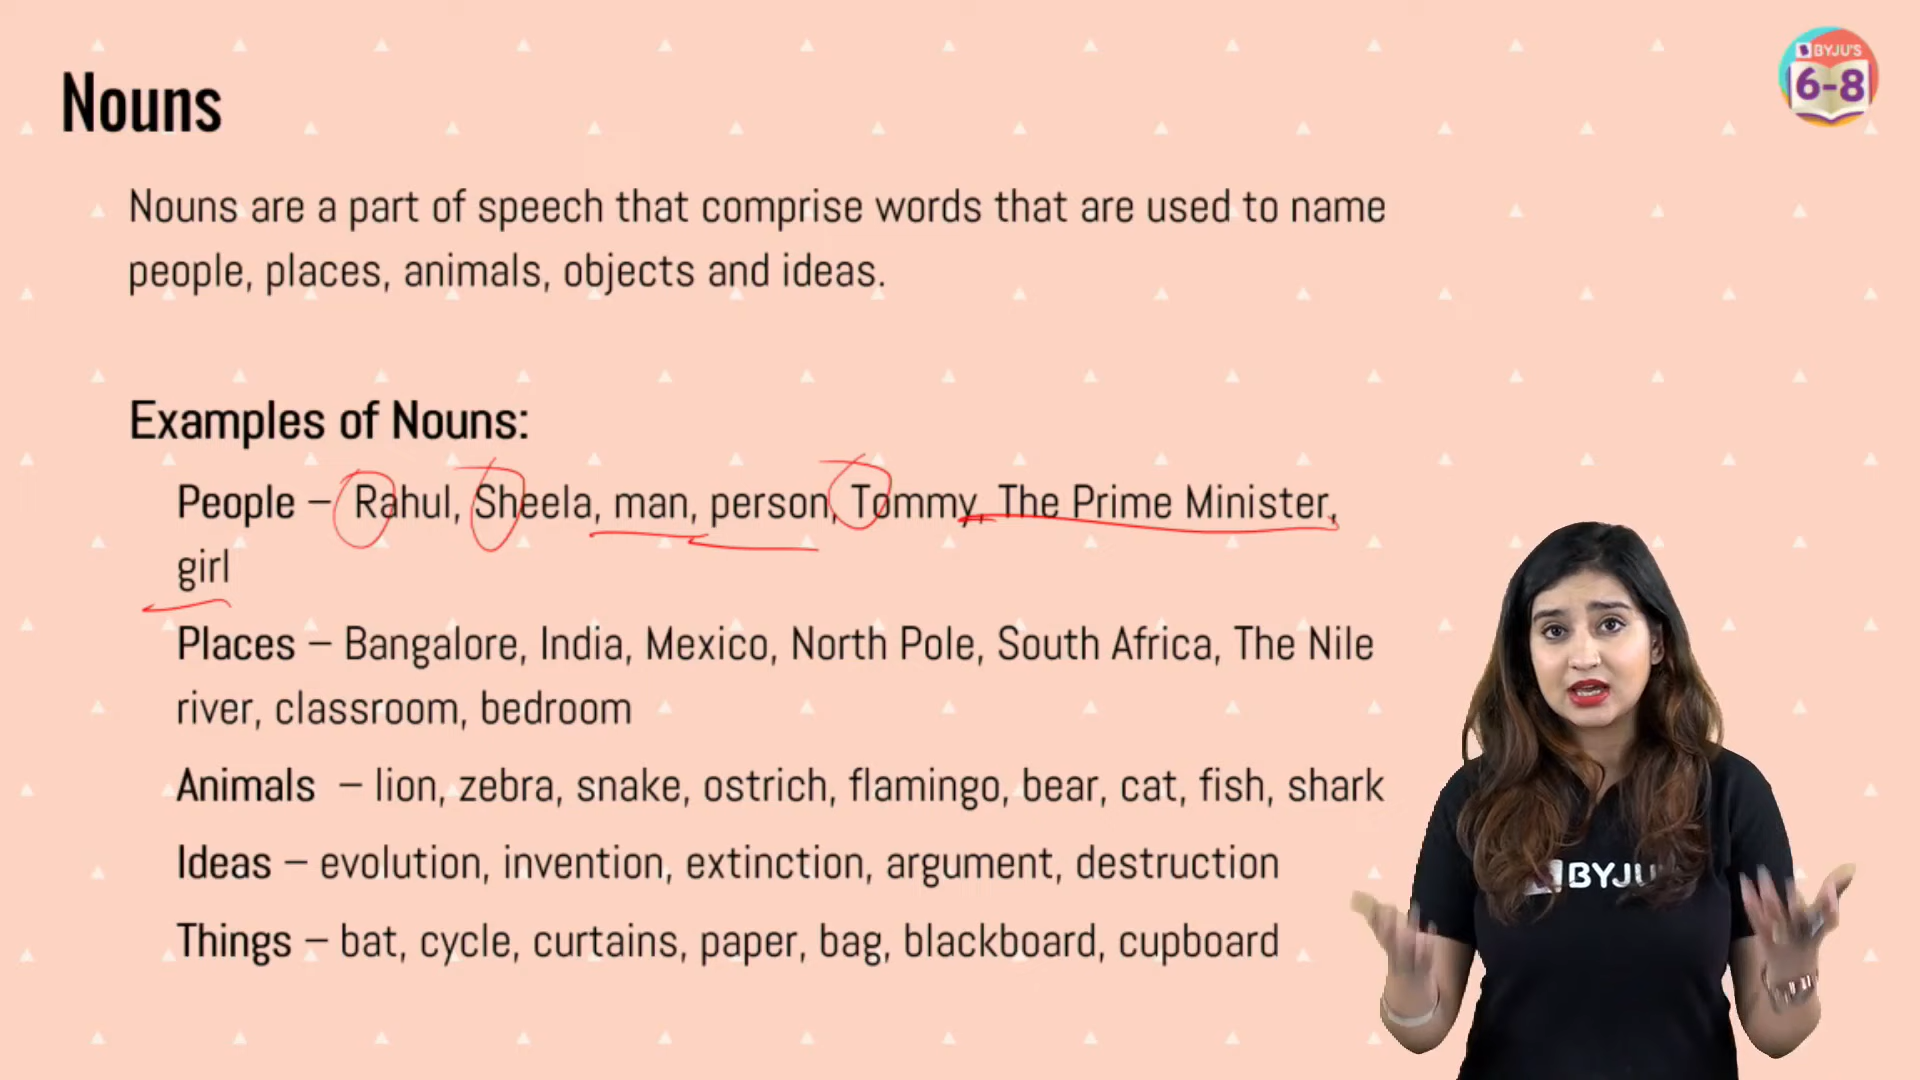 BYJU'S
6-8
Nouns
Nouns are a part of speech that comprise words that are used to name
people, places, animals, objects and ideas.
Examples of Nouns:
People – Rahul, Sheela, man, person, Tommy, The Prime Minister,
girl
Places – Bangalore, India, Mexico, North Pole, South Africa, The Nile
river, classroom, bedroom
Animals – lion, zebra, snake, ostrich, flamingo, bear, cat, fish, shark
Ideas – evolution, invention, extinction, argument, destruction
Things – bat, cycle, curtains, paper, bag, blackboard, cupboard
BYJU